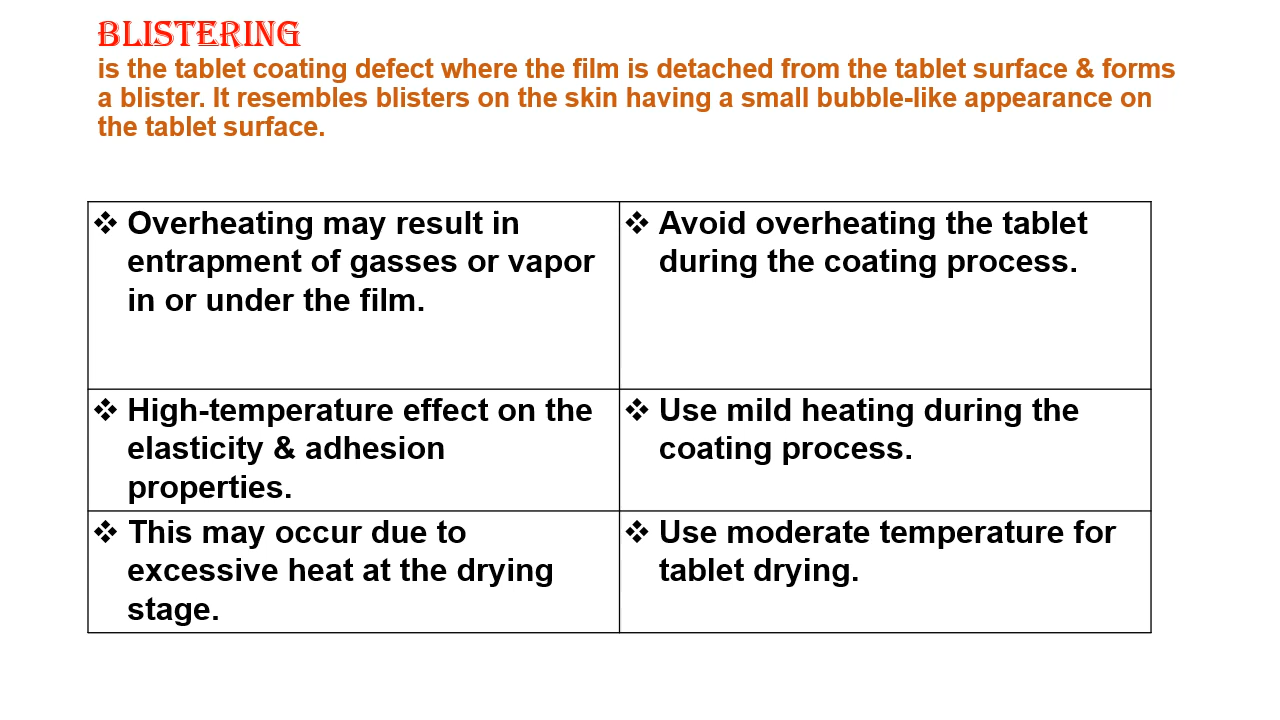 BLISTERING
is the tablet coating defect where the film is detached from the tablet surface & forms
a blister. It resembles blisters on the skin having a small bubble-like appearance on
the tablet surface.
❖ Overheating may result in
entrapment of gasses or vapor
in or under the film.
❖ Avoid overheating the tablet
during the coating process.
❖ High-temperature effect on the
elasticity & adhesion
properties.
❖ Use mild heating during the
coating process.
❖ This may occur due to
excessive heat at the drying
stage.
❖ Use moderate temperature for
tablet drying.